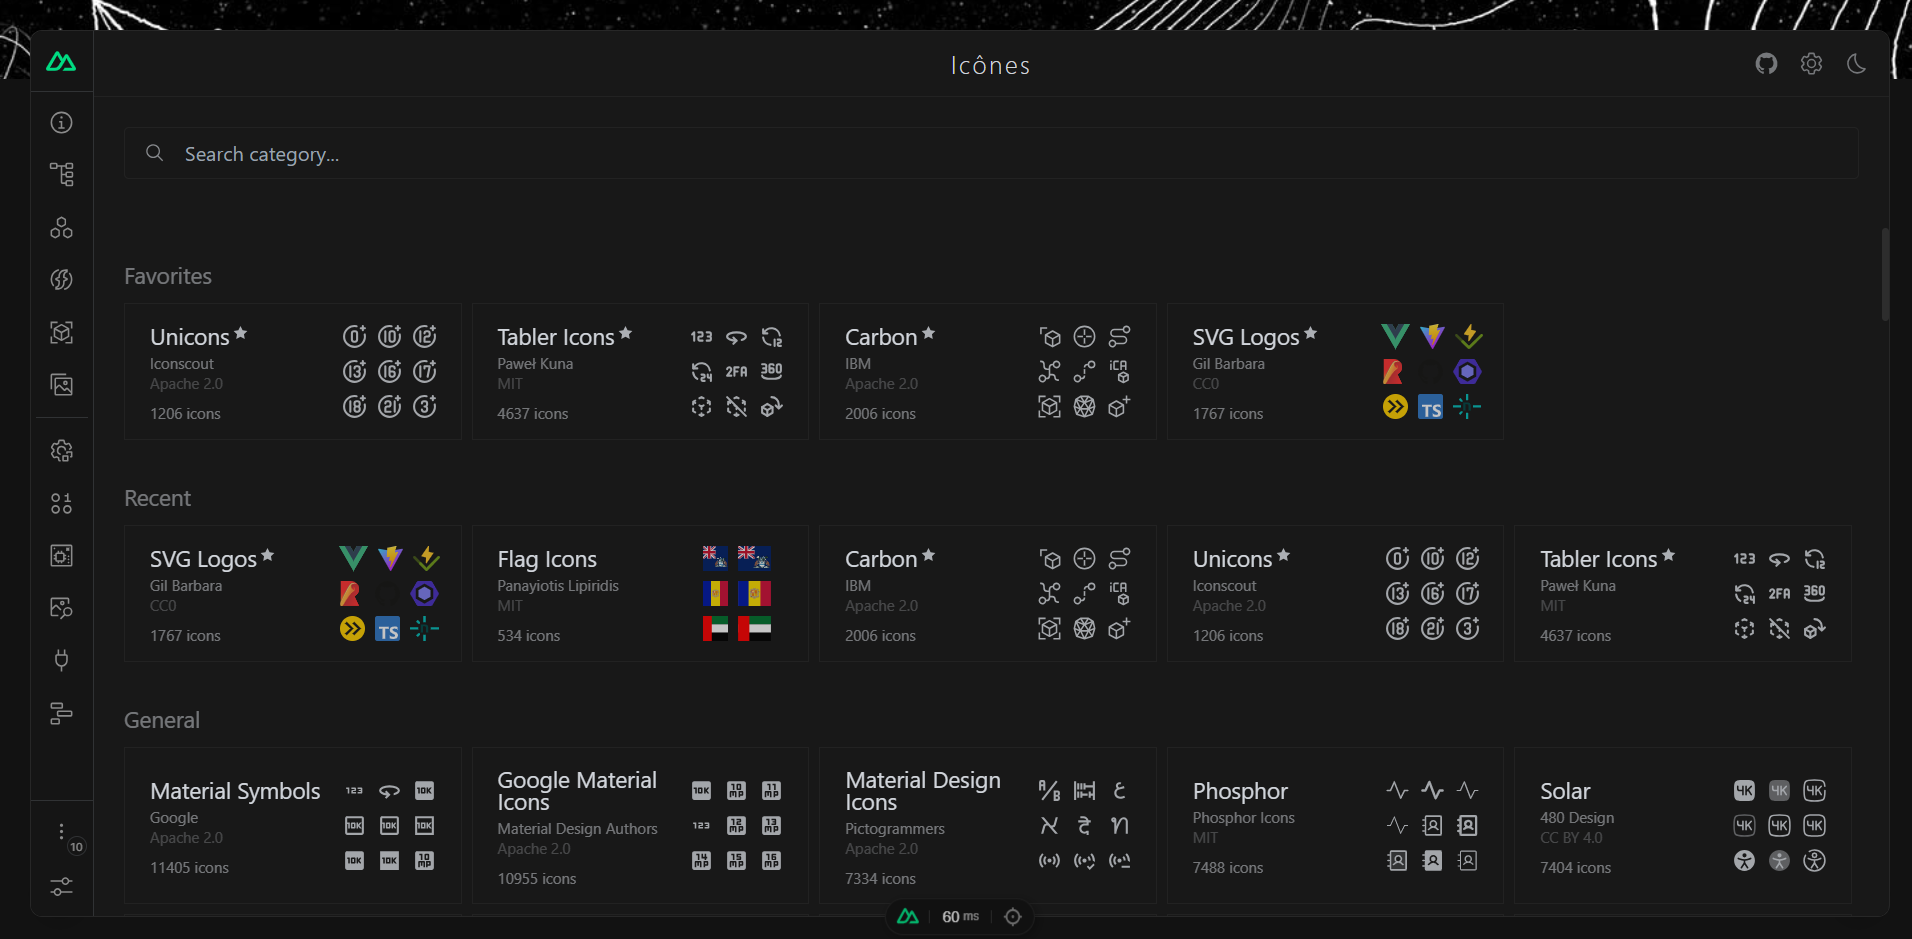 Icônes
Search category...
Favorites
Unicons
Iconscout
Apache 2.0
1206 icons
Tabler Icons
Paweł Kuna
MIT
4637 icons
Carbon
IBM
Apache 2.0
2006 icons
SVG Logos
Gil Barbara
CC0
1767 icons
Recent
SVG Logos
Gil Barbara
CC0
1767 icons
Flag Icons
Panayiotis Lipiridis
MIT
534 icons
Carbon
IBM
Apache 2.0
2006 icons
Unicons
Iconscout
Apache 2.0
1206 icons
Tabler Icons
Paweł Kuna
MIT
4637 icons
General
Material Symbols
Google
Apache 2.0
11405 icons
Google Material
Icons
Material Design Authors
Apache 2.0
10955 icons
Material Design
Icons
Pictogrammers
Apache 2.0
7334 icons
Phosphor
Phosphor Icons
MIT
7488 icons
Solar
480 Design
CC BY 4.0
7404 icons
10
60 ms